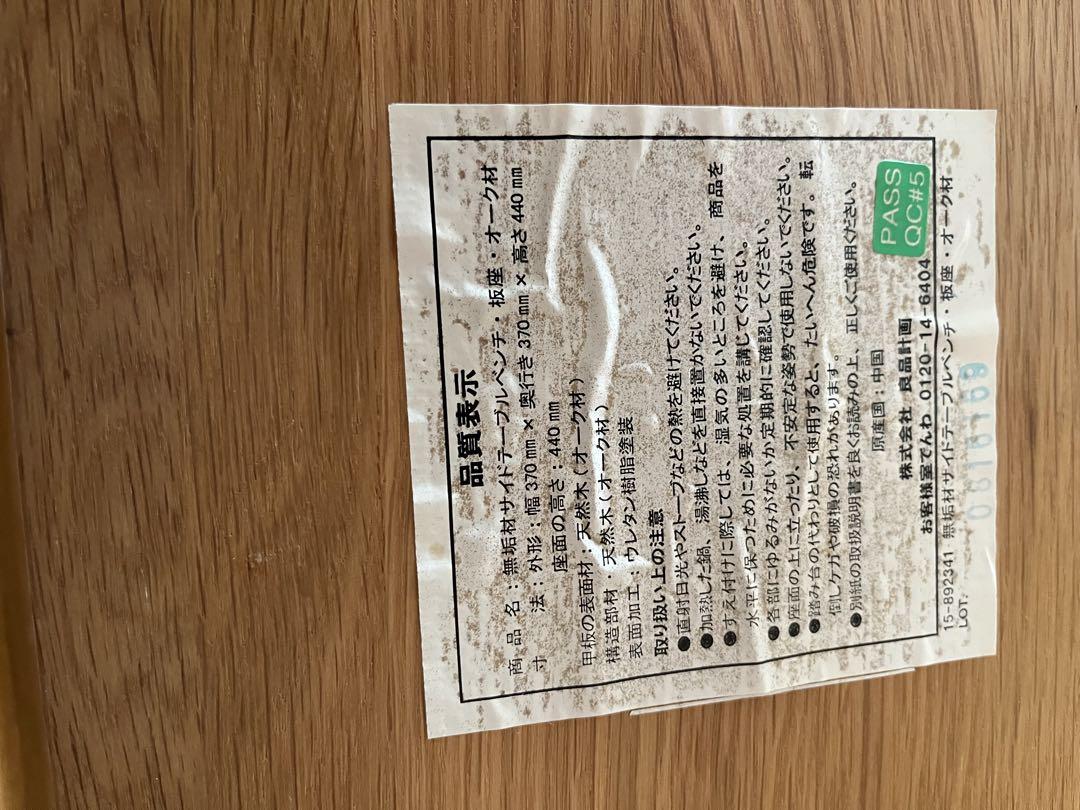 品質表示
商品名：無垢材サイドテーブルベンチ・板座・オーク材
寸法：外形：幅370㎜×奥行き370㎜×高さ440㎜
座面の高さ：440㎜
甲板の表面材：天然木（オーク材）
構造部材：天然木（オーク材）
表面加工：ウレタン樹脂塗装
取り扱い上の注意
●直射日光やストーブなどの熱を避けてください。
●加熱した鍋、湯沸しなどを直接置かないでください。
●すえ付けに際しては、湿気の多いところを避け、商品を
水平に保つために必要な処置を講じてください。
●各部にゆるみがないか定期的に確認してください。
●座面の上に立ったり、不安定な姿勢で使用しないでください。
●踏み台の代わりとして使用すると、たいへん危険です。転
倒しケガや破損の恐れがあります。
●別紙の取扱説明書を良くお読みの上、正しくご使用ください。
原産国：中国
株式会社 良品計画
お客様室でんわ 0120-14-6404
PASS
QC#5
15-892341 無垢材サイドテーブルベンチ・板座・オーク材
LOT.